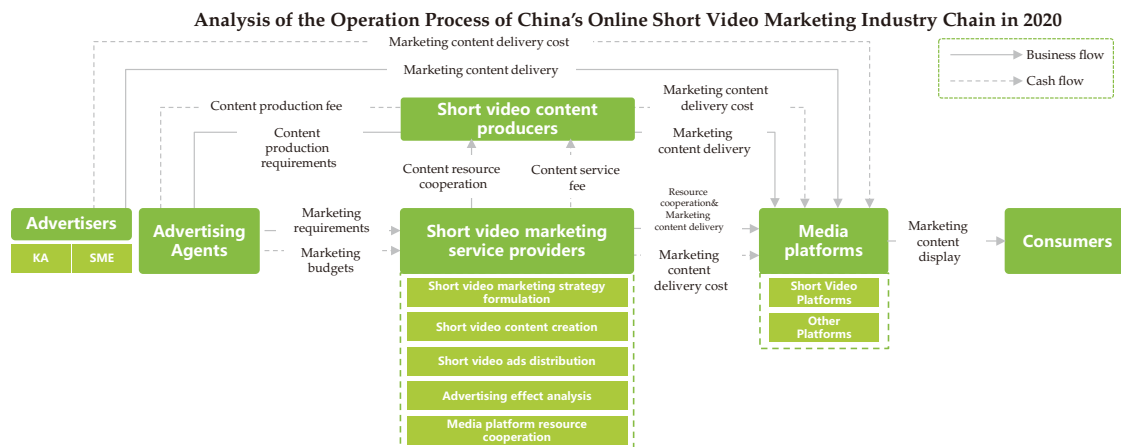 Analysis of the Operation Process of China's Online Short Video Marketing Industry Chain in 2020
Marketing content delivery cost
Business flow
Cash flow
Marketing content delivery
Content production fee
Short video content
producers
Marketing content
delivery cost
Content
production
requirements
Marketing
content delivery
Content resource
cooperation
Content service
fee
Advertisers
KA
SME
Advertising
Agents
Marketing
requirements
Marketing
budgets
Short video marketing
service providers
Resource
cooperation&
Marketing
content delivery
Marketing
content
delivery cost
Media
platforms
Marketing
content
display
Consumers
Short video marketing strategy
formulation
Short video content creation
Short video ads distribution
Advertising effect analysis
Media platform resource
cooperation
Short Video
Platforms
Other
Platforms